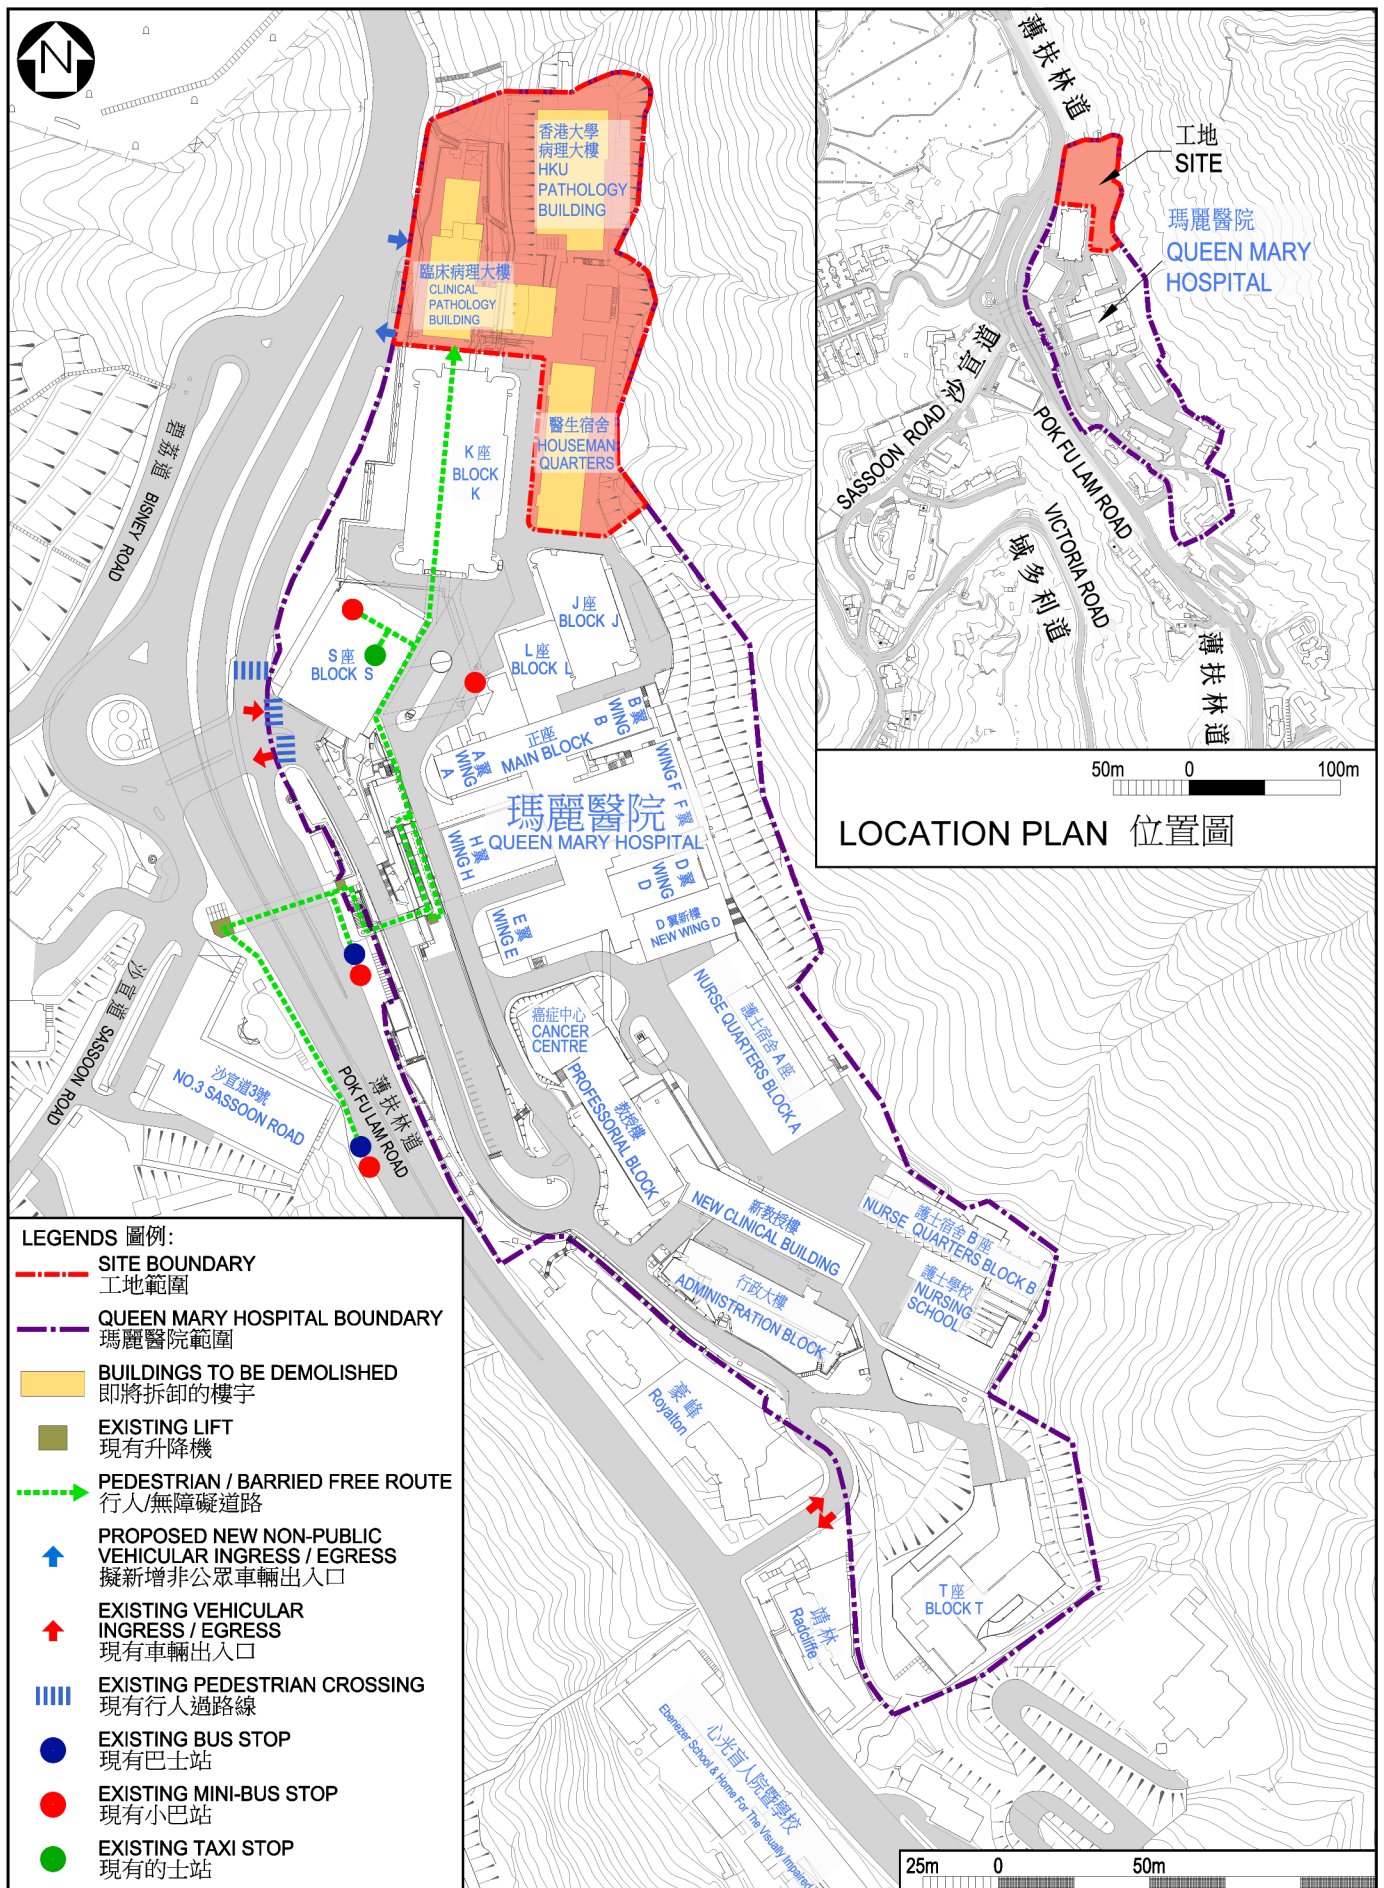 N
香港大學
病理大樓
HKU
PATHOLOGY
BUILDING
臨床病理大樓
CLINICAL
PATHOLOGY
BUILDING
醫生宿舍
HOUSEMAN
QUARTERS
K座
BLOCK
K
碧荔道 BISNEY ROAD
J座
BLOCK J
L座
BLOCK L
S座
BLOCK S
B翼
WING
B
正座
MAIN BLOCK
A翼
WING
A
WING F F翼
瑪麗醫院
QUEEN MARY HOSPITAL
H翼
WING H
D翼
WING
D
E翼
WING E
D翼新樓
NEW WING D
癌症中心
CANCER
CENTRE
護士宿舍A座
NURSE QUARTERS BLOCK A
教授樓
PROFESSORIAL BLOCK
沙宣道 SASSOON ROAD
沙宣道3號
NO.3 SASSOON ROAD
薄扶林道
POK FU LAM ROAD
新教授樓
NEW CLINICAL BUILDING
護士宿舍B座
NURSE QUARTERS BLOCK B
護士學校
NURSING
SCHOOL
行政大樓
ADMINISTRATION BLOCK
豪峰
Royalton
T座
BLOCK T
靖林
Radcliffe
心光盲人院暨學校
Ebenezer School & Home For The Visually Impaired
薄扶林道
工地
SITE
瑪麗醫院
QUEEN MARY
HOSPITAL
SASSOON ROAD 沙宣道
POK FU LAM ROAD
VICTORIA ROAD
域多利道
薄扶林道
50m 0 100m
LOCATION PLAN 位置圖
LEGENDS 圖例:
SITE BOUNDARY
工地範圍
QUEEN MARY HOSPITAL BOUNDARY
瑪麗醫院範圍
BUILDINGS TO BE DEMOLISHED
即將拆卸的樓宇
EXISTING LIFT
現有升降機
PEDESTRIAN / BARRIED FREE ROUTE
行人/無障礙道路
PROPOSED NEW NON-PUBLIC
VEHICULAR INGRESS / EGRESS
擬新增非公眾車輛出入口
EXISTING VEHICULAR
INGRESS / EGRESS
現有車輛出入口
EXISTING PEDESTRIAN CROSSING
現有行人過路線
EXISTING BUS STOP
現有巴士站
EXISTING MINI-BUS STOP
現有小巴站
EXISTING TAXI STOP
現有的士站
25m 0 50m